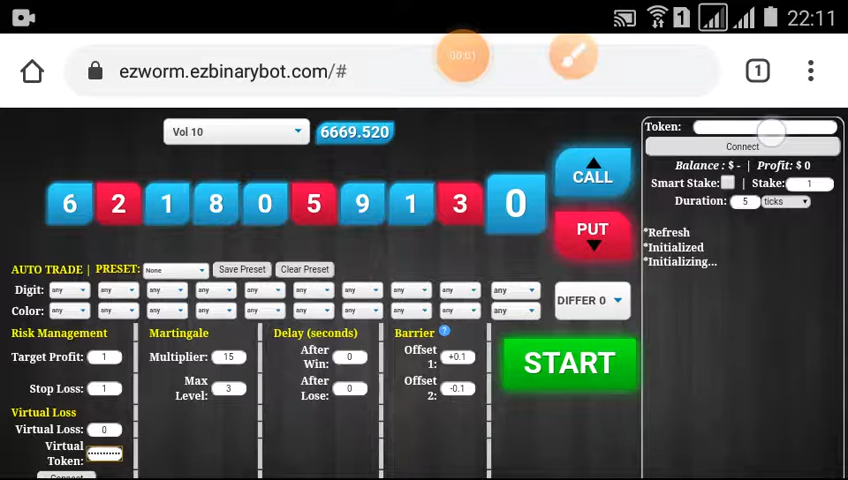 1 22:11
ezworm.ezbinarybot.com/# 00:01 1
Vol 10 6669.520
Token:
Connect
Balance : $ - | Profit: $ 0
Smart Stake: | Stake: 1
Duration: 5 ticks
CALL
6 2 1 8 0 5 9 1 3 0
PUT
*Refresh
*Initialized
*Initializing...
AUTO TRADE | PRESET: None Save Preset Clear Preset
Digit: any any any any any any any any any any
Color: any any any any any any any any any any
DIFFER 0
Risk Management Martingale Delay (seconds) Barrier ?
Target Profit: 1 Multiplier: 15 After Win: 0 Offset 1: +0.1
START
Stop Loss: 1 Max Level: 3 After Lose: 0 Offset 2: -0.1
Virtual Loss
Virtual Loss: 0
Virtual Token:
Connect